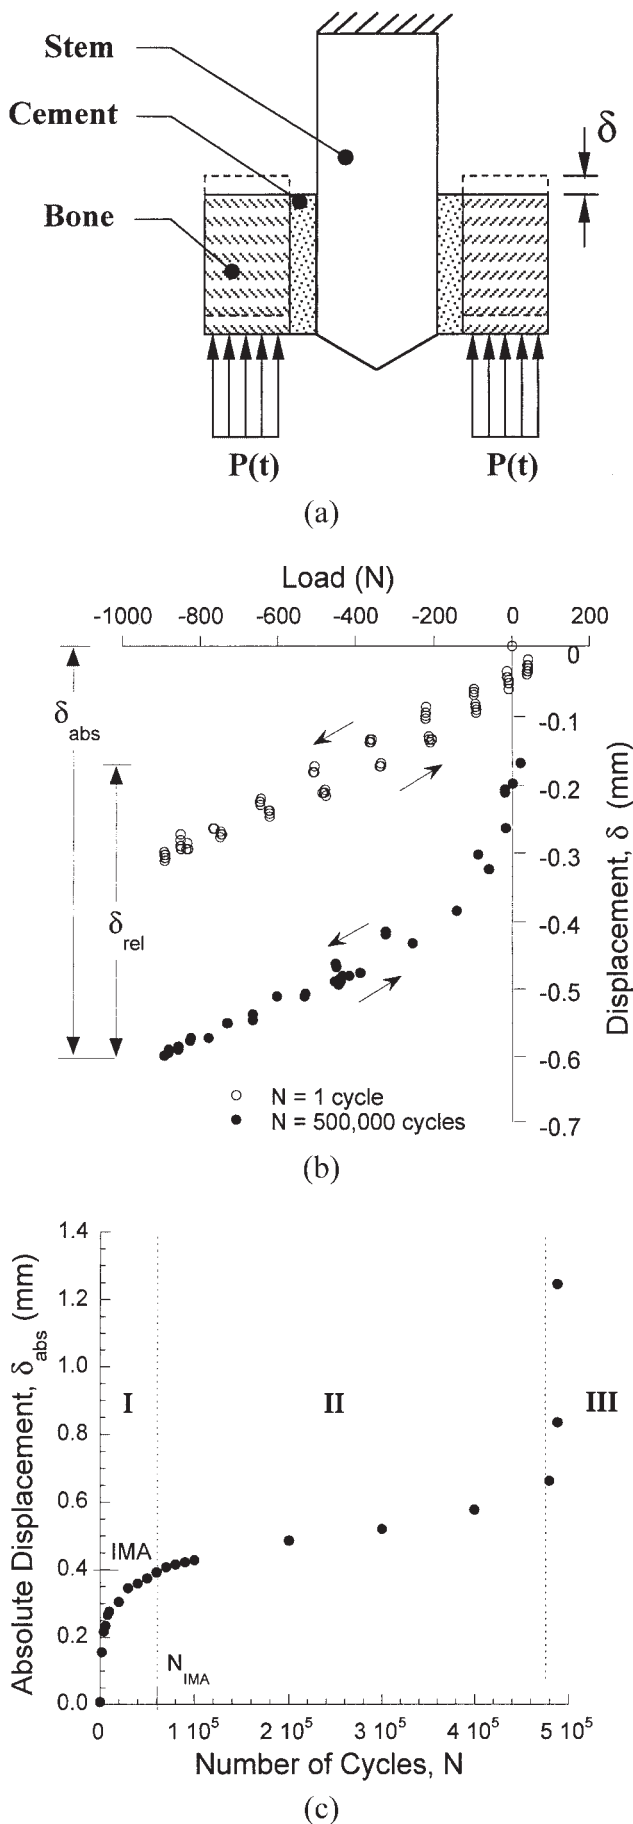 Stem
δ
Cement
Bone
P(t) P(t)
(a)
Load (N)
-1000 -800 -600 -400 -200 0 200
0
δabs
-0.1
-0.2
-0.3
δrel
-0.4
-0.5
-0.6
-0.7
Displacement, δ (mm)
N = 1 cycle
N = 500,000 cycles
(b)
1.4
1.2
1.0
I II III
0.8
0.6
IMA
0.4
0.2
NIMA
0.0
Absolute Displacement, δabs (mm)
0 1 10⁵ 2 10⁵ 3 10⁵ 4 10⁵ 5 10⁵
Number of Cycles, N
(c)